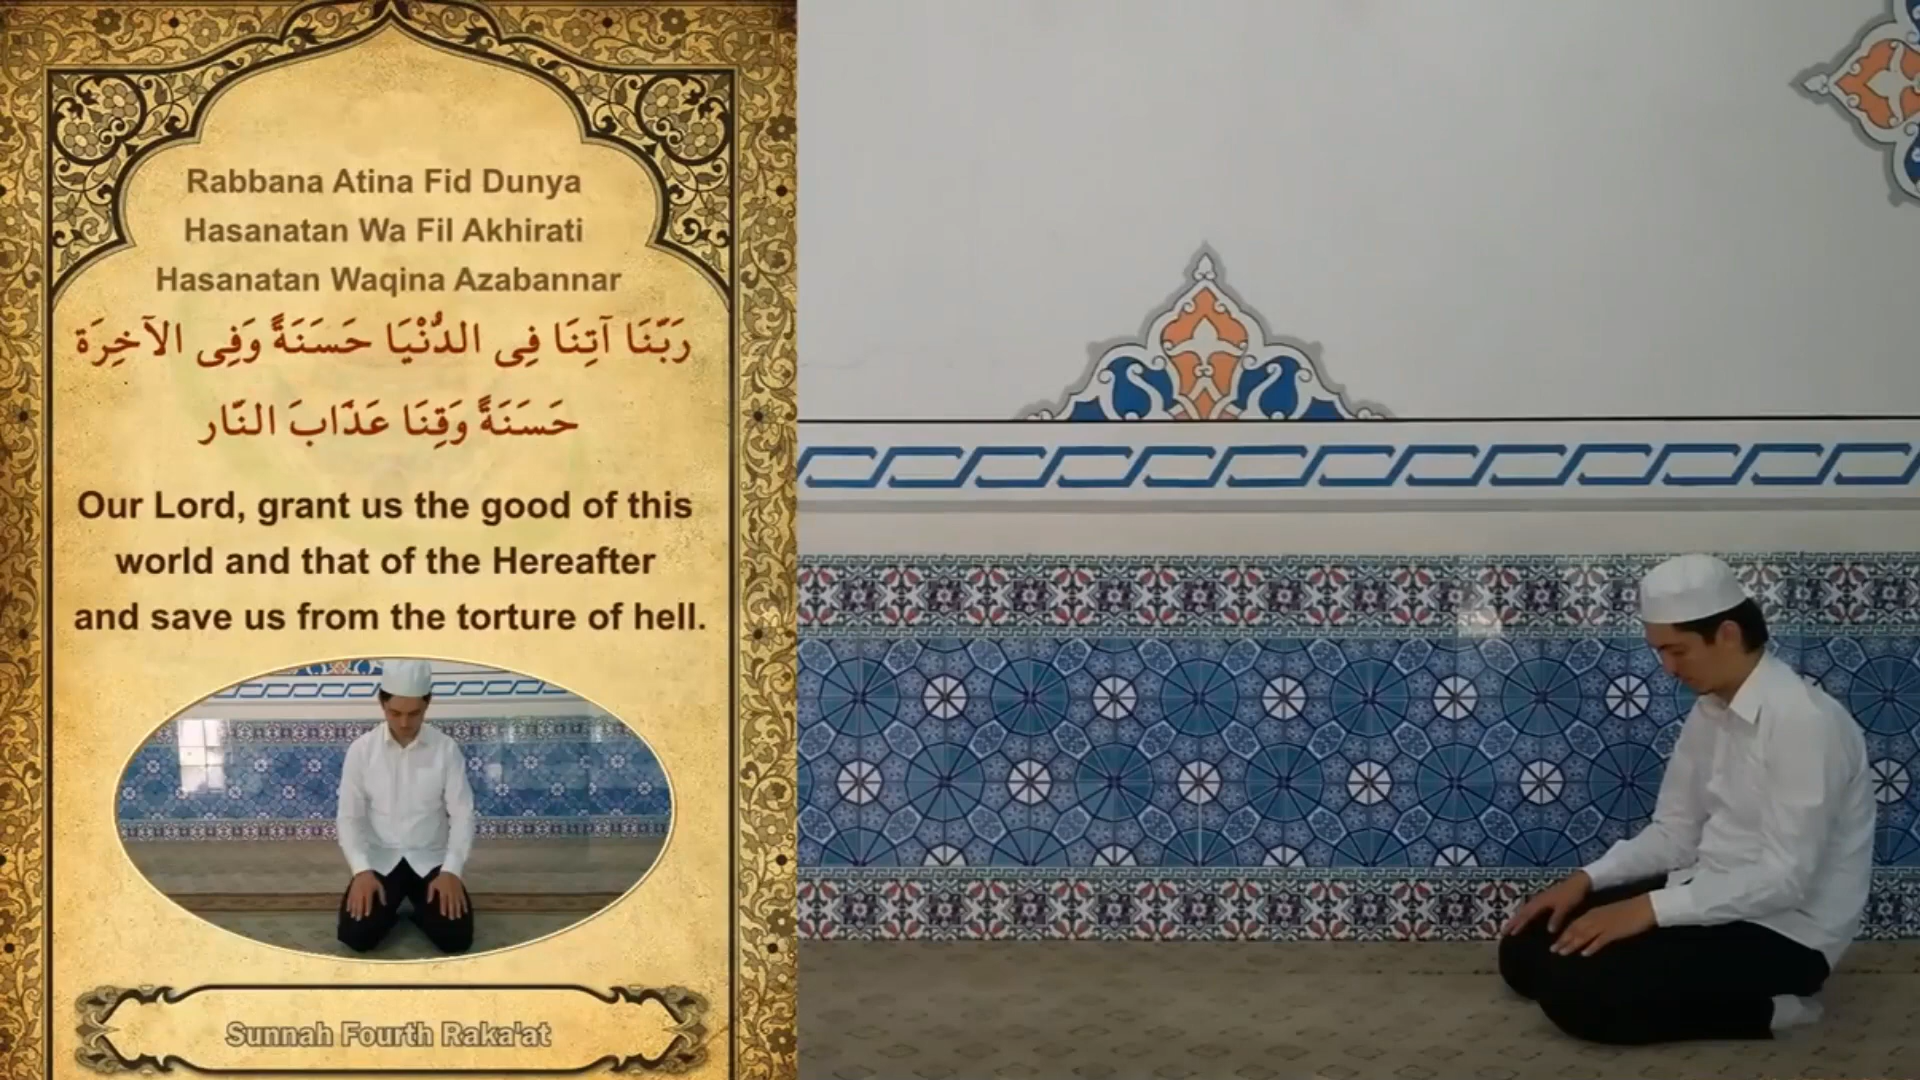 Rabbana Atina Fid Dunya
Hasanatan Wa Fil Akhirati
Hasanatan Waqina Azabannar
رَبَّنَا آتِنَا فِى الدُّنْيَا حَسَنَةً وَفِى الآخِرَة
حَسَنَةً وَقِنَا عَذَابَ النَّار
Our Lord, grant us the good of this
world and that of the Hereafter
and save us from the torture of hell.
Sunnah Fourth Raka'at